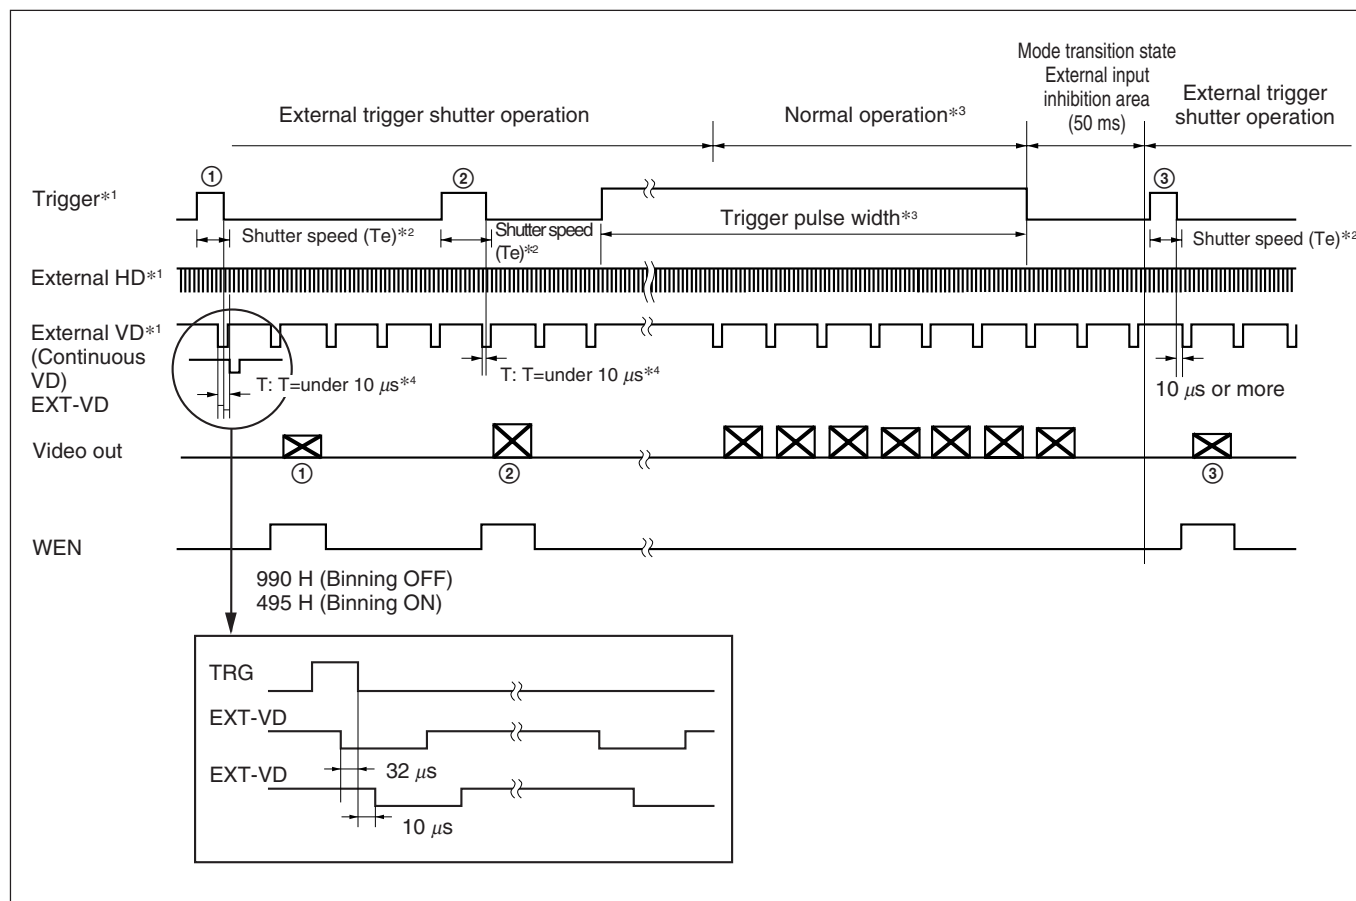 Mode transition state
External input
inhibition area
(50 ms)
External trigger
shutter operation
External trigger shutter operation
Normal operation*3
① ② ③
Trigger*1
Shutter speed (Te)*2
Shutter speed
(Te)*2
Trigger pulse width*3
Shutter speed (Te)*2
External HD*1
External VD*1
(Continuous
VD)
EXT-VD
T: T=under 10 μs*4
T: T=under 10 μs*4
10 μs or more
Video out
① ② ③
WEN
990 H (Binning OFF)
495 H (Binning ON)
TRG
EXT-VD
32 μs
EXT-VD
10 μs